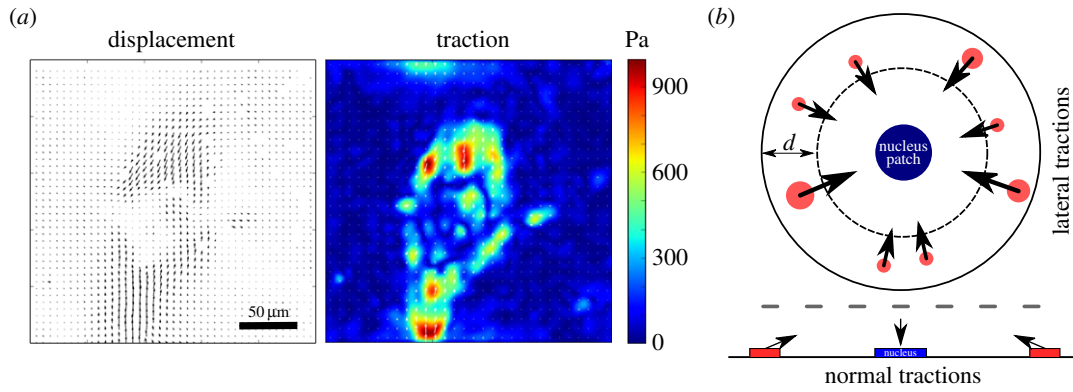 (a)
displacement
traction
Pa
900
600
300
0
50 μm
(b)
d
nucleus
patch
lateral tractions
nucleus
normal tractions